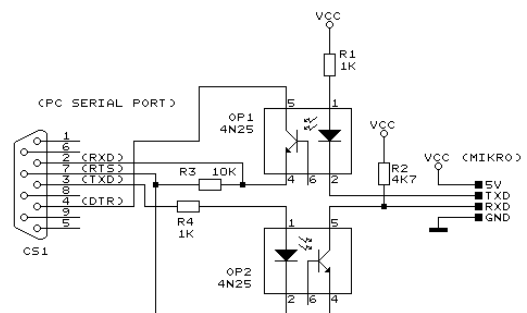 VCC
R1
1K
(PC SERIAL PORT)
5 1
OP1
4N25
VCC
1
6
2 (RXD)
7 (RTS)
3 (TXD)
8
4 (DTR)
9
5
CS1
R3 10K
4 6 2
R2
4K7
VCC (MIKRO)
5V
TXD
RXD
GND
R4
1K
1 5
OP2
4N25
2 6 4